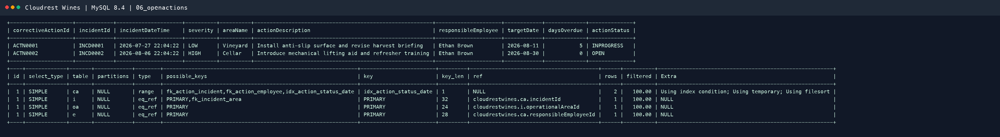 Cloudrest Wines | MySQL 8.4 | 06_openactions
+--------------------+------------+---------------------+----------+----------+---------------------------------------------------------+---------------------+------------+-------------+--------------+
| correctiveActionId | incidentId | incidentDateTime    | severity | areaName | actionDescription                                       | responsibleEmployee | targetDate | daysOverdue | actionStatus |
+--------------------+------------+---------------------+----------+----------+---------------------------------------------------------+---------------------+------------+-------------+--------------+
| ACTN0001           | INCD0001   | 2026-07-27 22:04:22 | LOW      | Vineyard | Install anti-slip surface and revise harvest briefing   | Ethan Brown         | 2026-08-11 |           5 | INPROGRESS   |
| ACTN0002           | INCD0002   | 2026-08-06 22:04:22 | HIGH     | Cellar   | Introduce mechanical lifting aid and refresher training | Ethan Brown         | 2026-08-30 |           0 | OPEN         |
+--------------------+------------+---------------------+----------+----------+---------------------------------------------------------+---------------------+------------+-------------+--------------+
+----+-------------+-------+------------+--------+------------------------------------------------------------+------------------------+---------+----------------------------------------+------+----------+--------------------------------------------------------+
| id | select_type | table | partitions | type   | possible_keys                                              | key                    | key_len | ref                                    | rows | filtered | Extra                                                  |
+----+-------------+-------+------------+--------+------------------------------------------------------------+------------------------+---------+----------------------------------------+------+----------+--------------------------------------------------------+
|  1 | SIMPLE      | ca    | NULL       | range  | fk_action_incident,fk_action_employee,idx_action_status_date | idx_action_status_date | 1       | NULL                                   |    2 |   100.00 | Using index condition; Using temporary; Using filesort |
|  1 | SIMPLE      | i     | NULL       | eq_ref | PRIMARY,fk_incident_area                                   | PRIMARY                | 32      | cloudrestwines.ca.incidentId           |    1 |   100.00 | NULL                                                   |
|  1 | SIMPLE      | oa    | NULL       | eq_ref | PRIMARY                                                    | PRIMARY                | 24      | cloudrestwines.i.operationalAreaId     |    1 |   100.00 | NULL                                                   |
|  1 | SIMPLE      | e     | NULL       | eq_ref | PRIMARY                                                    | PRIMARY                | 28      | cloudrestwines.ca.responsibleEmployeeId |    1 |   100.00 | NULL                                                   |
+----+-------------+-------+------------+--------+------------------------------------------------------------+------------------------+---------+----------------------------------------+------+----------+--------------------------------------------------------+